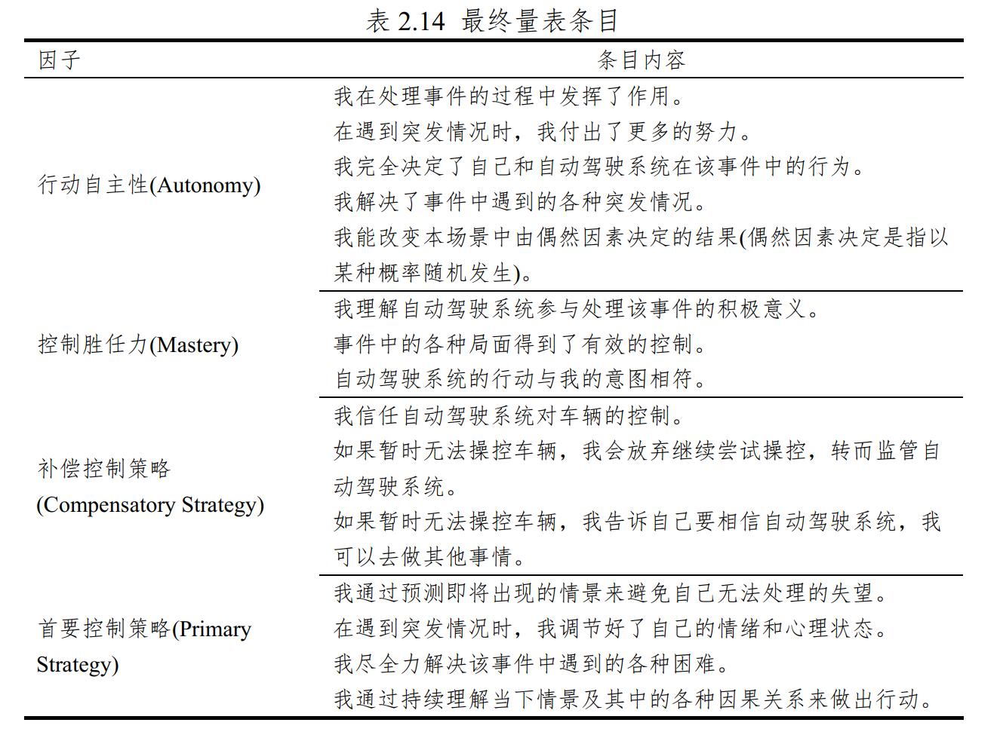 表 2.14 最终量表条目
因子 条目内容
行动自主性(Autonomy)
我在处理事件的过程中发挥了作用。
在遇到突发情况时，我付出了更多的努力。
我完全决定了自己和自动驾驶系统在该事件中的行为。
我解决了事件中遇到的各种突发情况。
我能改变本场景中由偶然因素决定的结果(偶然因素决定是指以
某种概率随机发生)。
控制胜任力(Mastery)
我理解自动驾驶系统参与处理该事件的积极意义。
事件中的各种局面得到了有效的控制。
自动驾驶系统的行动与我的意图相符。
补偿控制策略
(Compensatory Strategy)
我信任自动驾驶系统对车辆的控制。
如果暂时无法操控车辆，我会放弃继续尝试操控，转而监管自
动驾驶系统。
如果暂时无法操控车辆，我告诉自己要相信自动驾驶系统，我
可以去做其他事情。
首要控制策略(Primary
Strategy)
我通过预测即将出现的情景来避免自己无法处理的失望。
在遇到突发情况时，我调节好了自己的情绪和心理状态。
我尽全力解决该事件中遇到的各种困难。
我通过持续理解当下情景及其中的各种因果关系来做出行动。